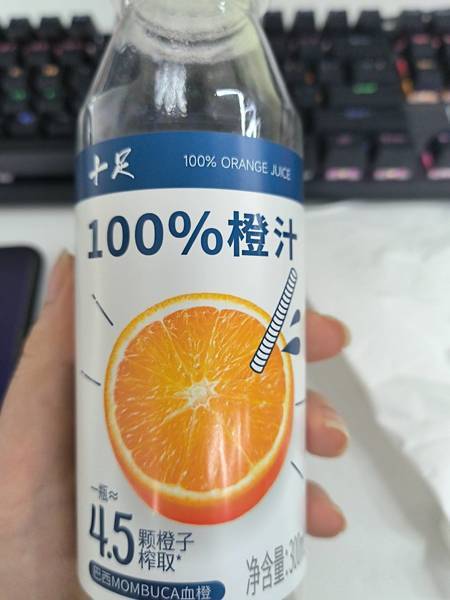 十足
100% ORANGE JUICE
100%橙汁
一瓶≈
4.5颗橙子
榨取*
巴西MOMBUCA血橙
净含量:300m